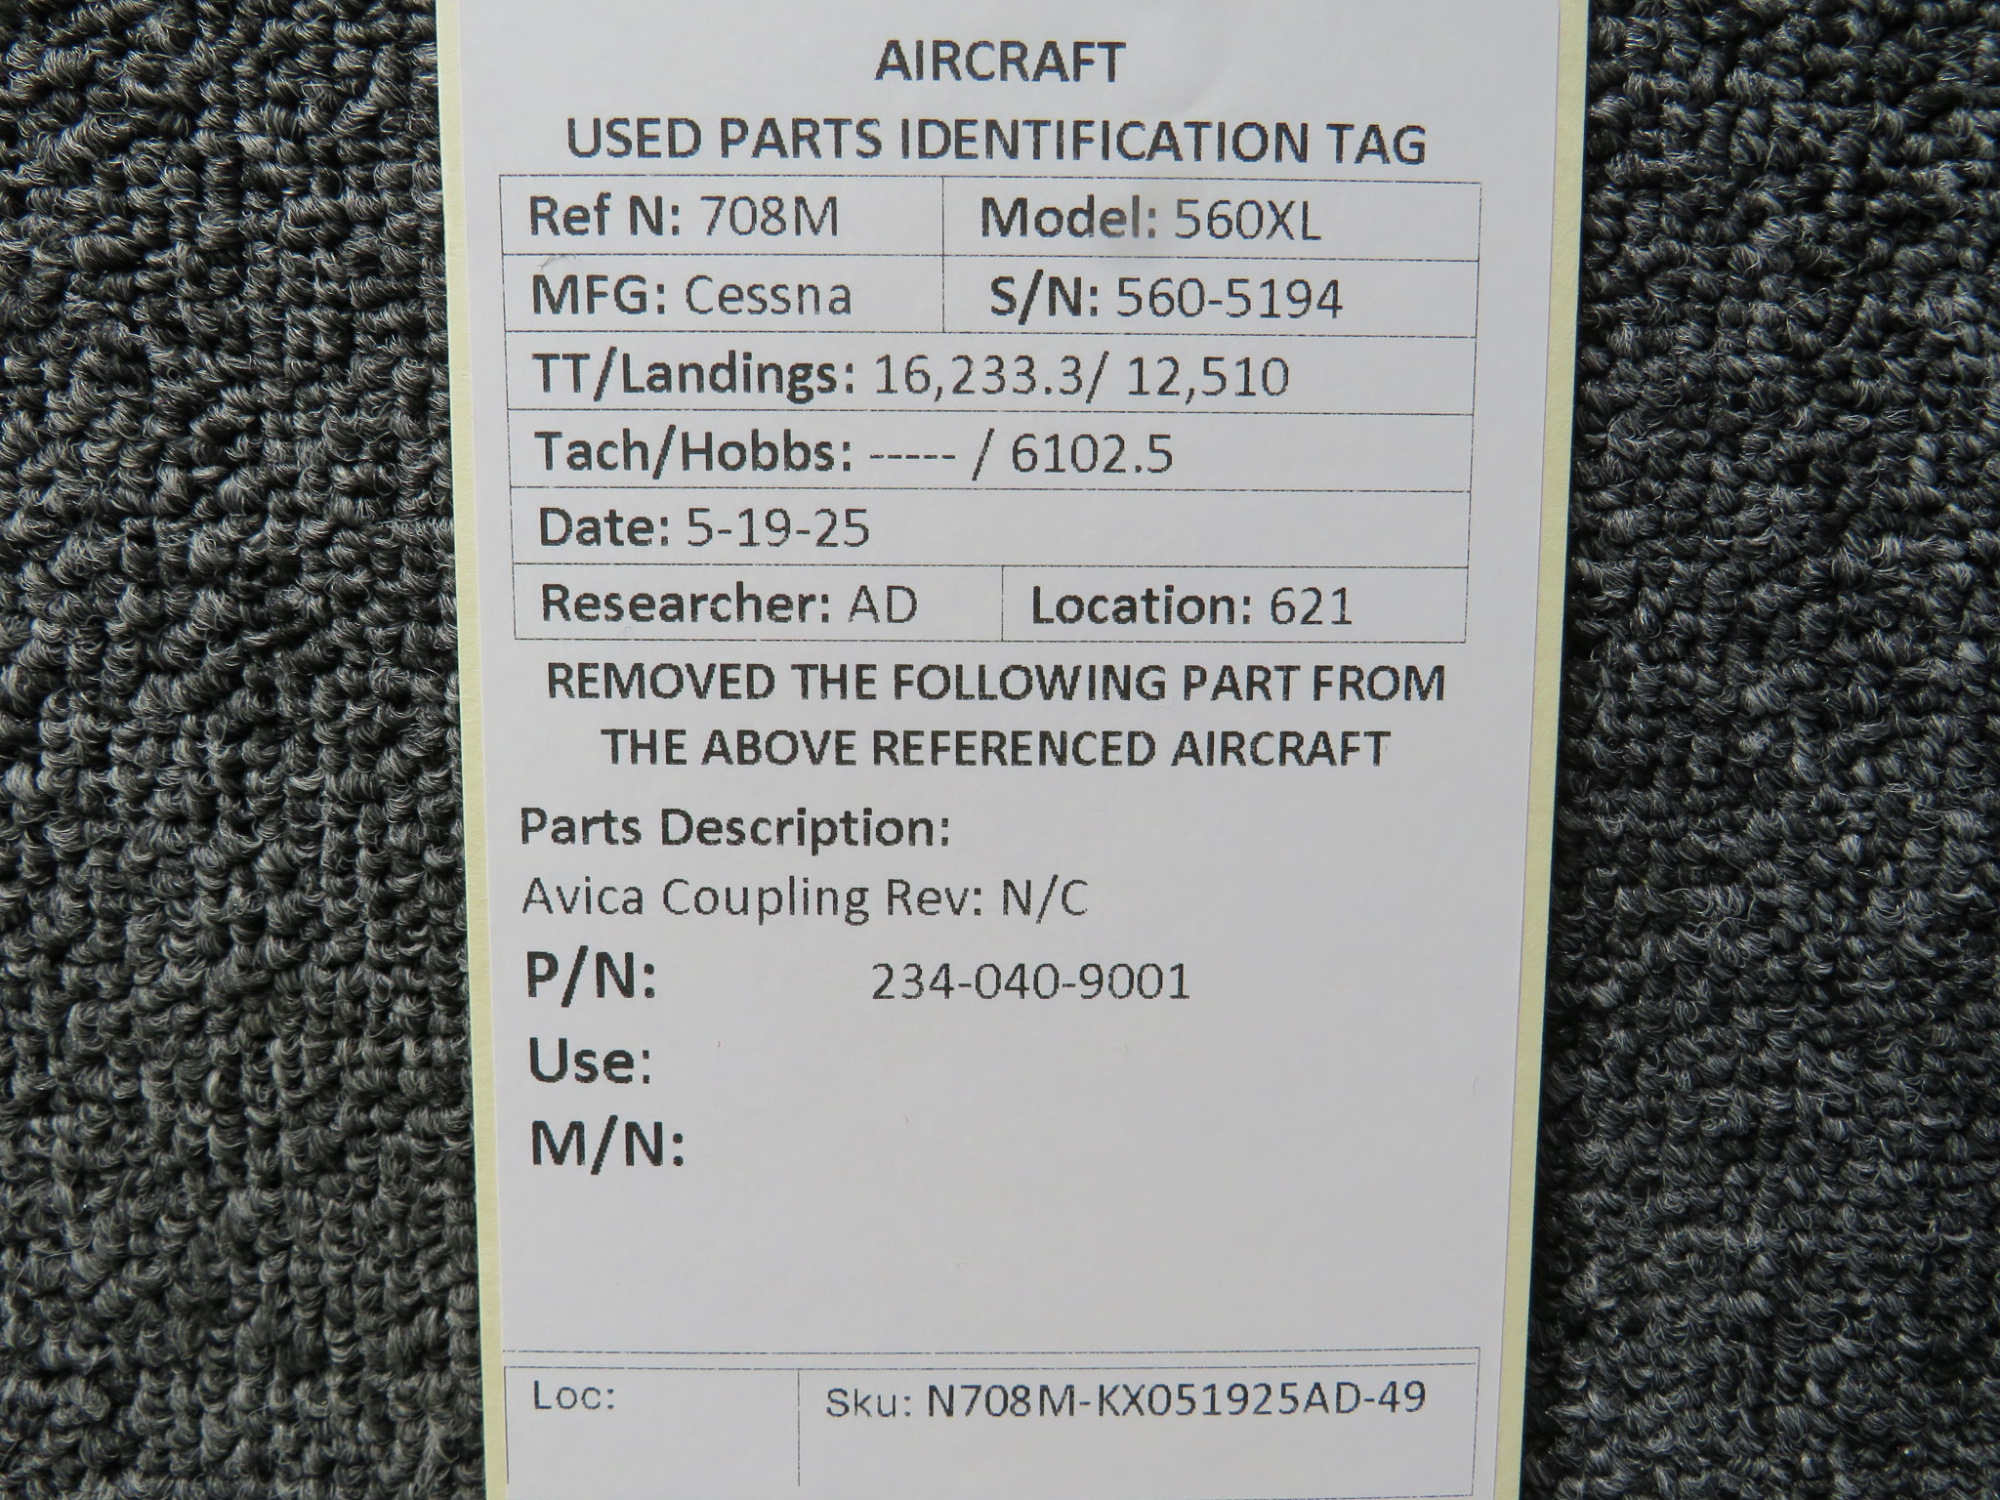 AIRCRAFT
USED PARTS IDENTIFICATION TAG
Ref N: 708M Model: 560XL
MFG: Cessna S/N: 560-5194
TT/Landings: 16,233.3/ 12,510
Tach/Hobbs: ----- / 6102.5
Date: 5-19-25
Researcher: AD Location: 621
REMOVED THE FOLLOWING PART FROM
THE ABOVE REFERENCED AIRCRAFT
Parts Description:
Avica Coupling Rev: N/C
P/N: 234-040-9001
Use:
M/N:
Loc: Sku: N708M-KX051925AD-49